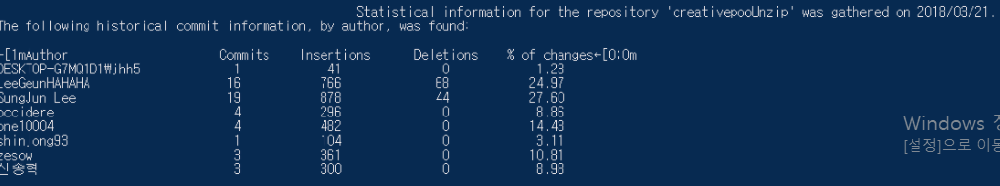 Statistical information for the repository 'creativepoolUnzip' was gathered on 2018/03/21.
The following historical commit information, by author, was found:
←[1mAuthor Commits Insertions Deletions % of changes←[0;0m
DESKTOP-G7MQ1D1₩jhh5 1 41 0 1.23
LeeGeunHAHAHA 16 766 68 24.97
SungJun Lee 19 878 44 27.60
occidere 4 296 0 8.86
one10004 4 482 0 14.43
shinjong93 1 104 0 3.11
zesow 3 361 0 10.81
신종혁 3 300 0 8.98
Windows
[설정]으로